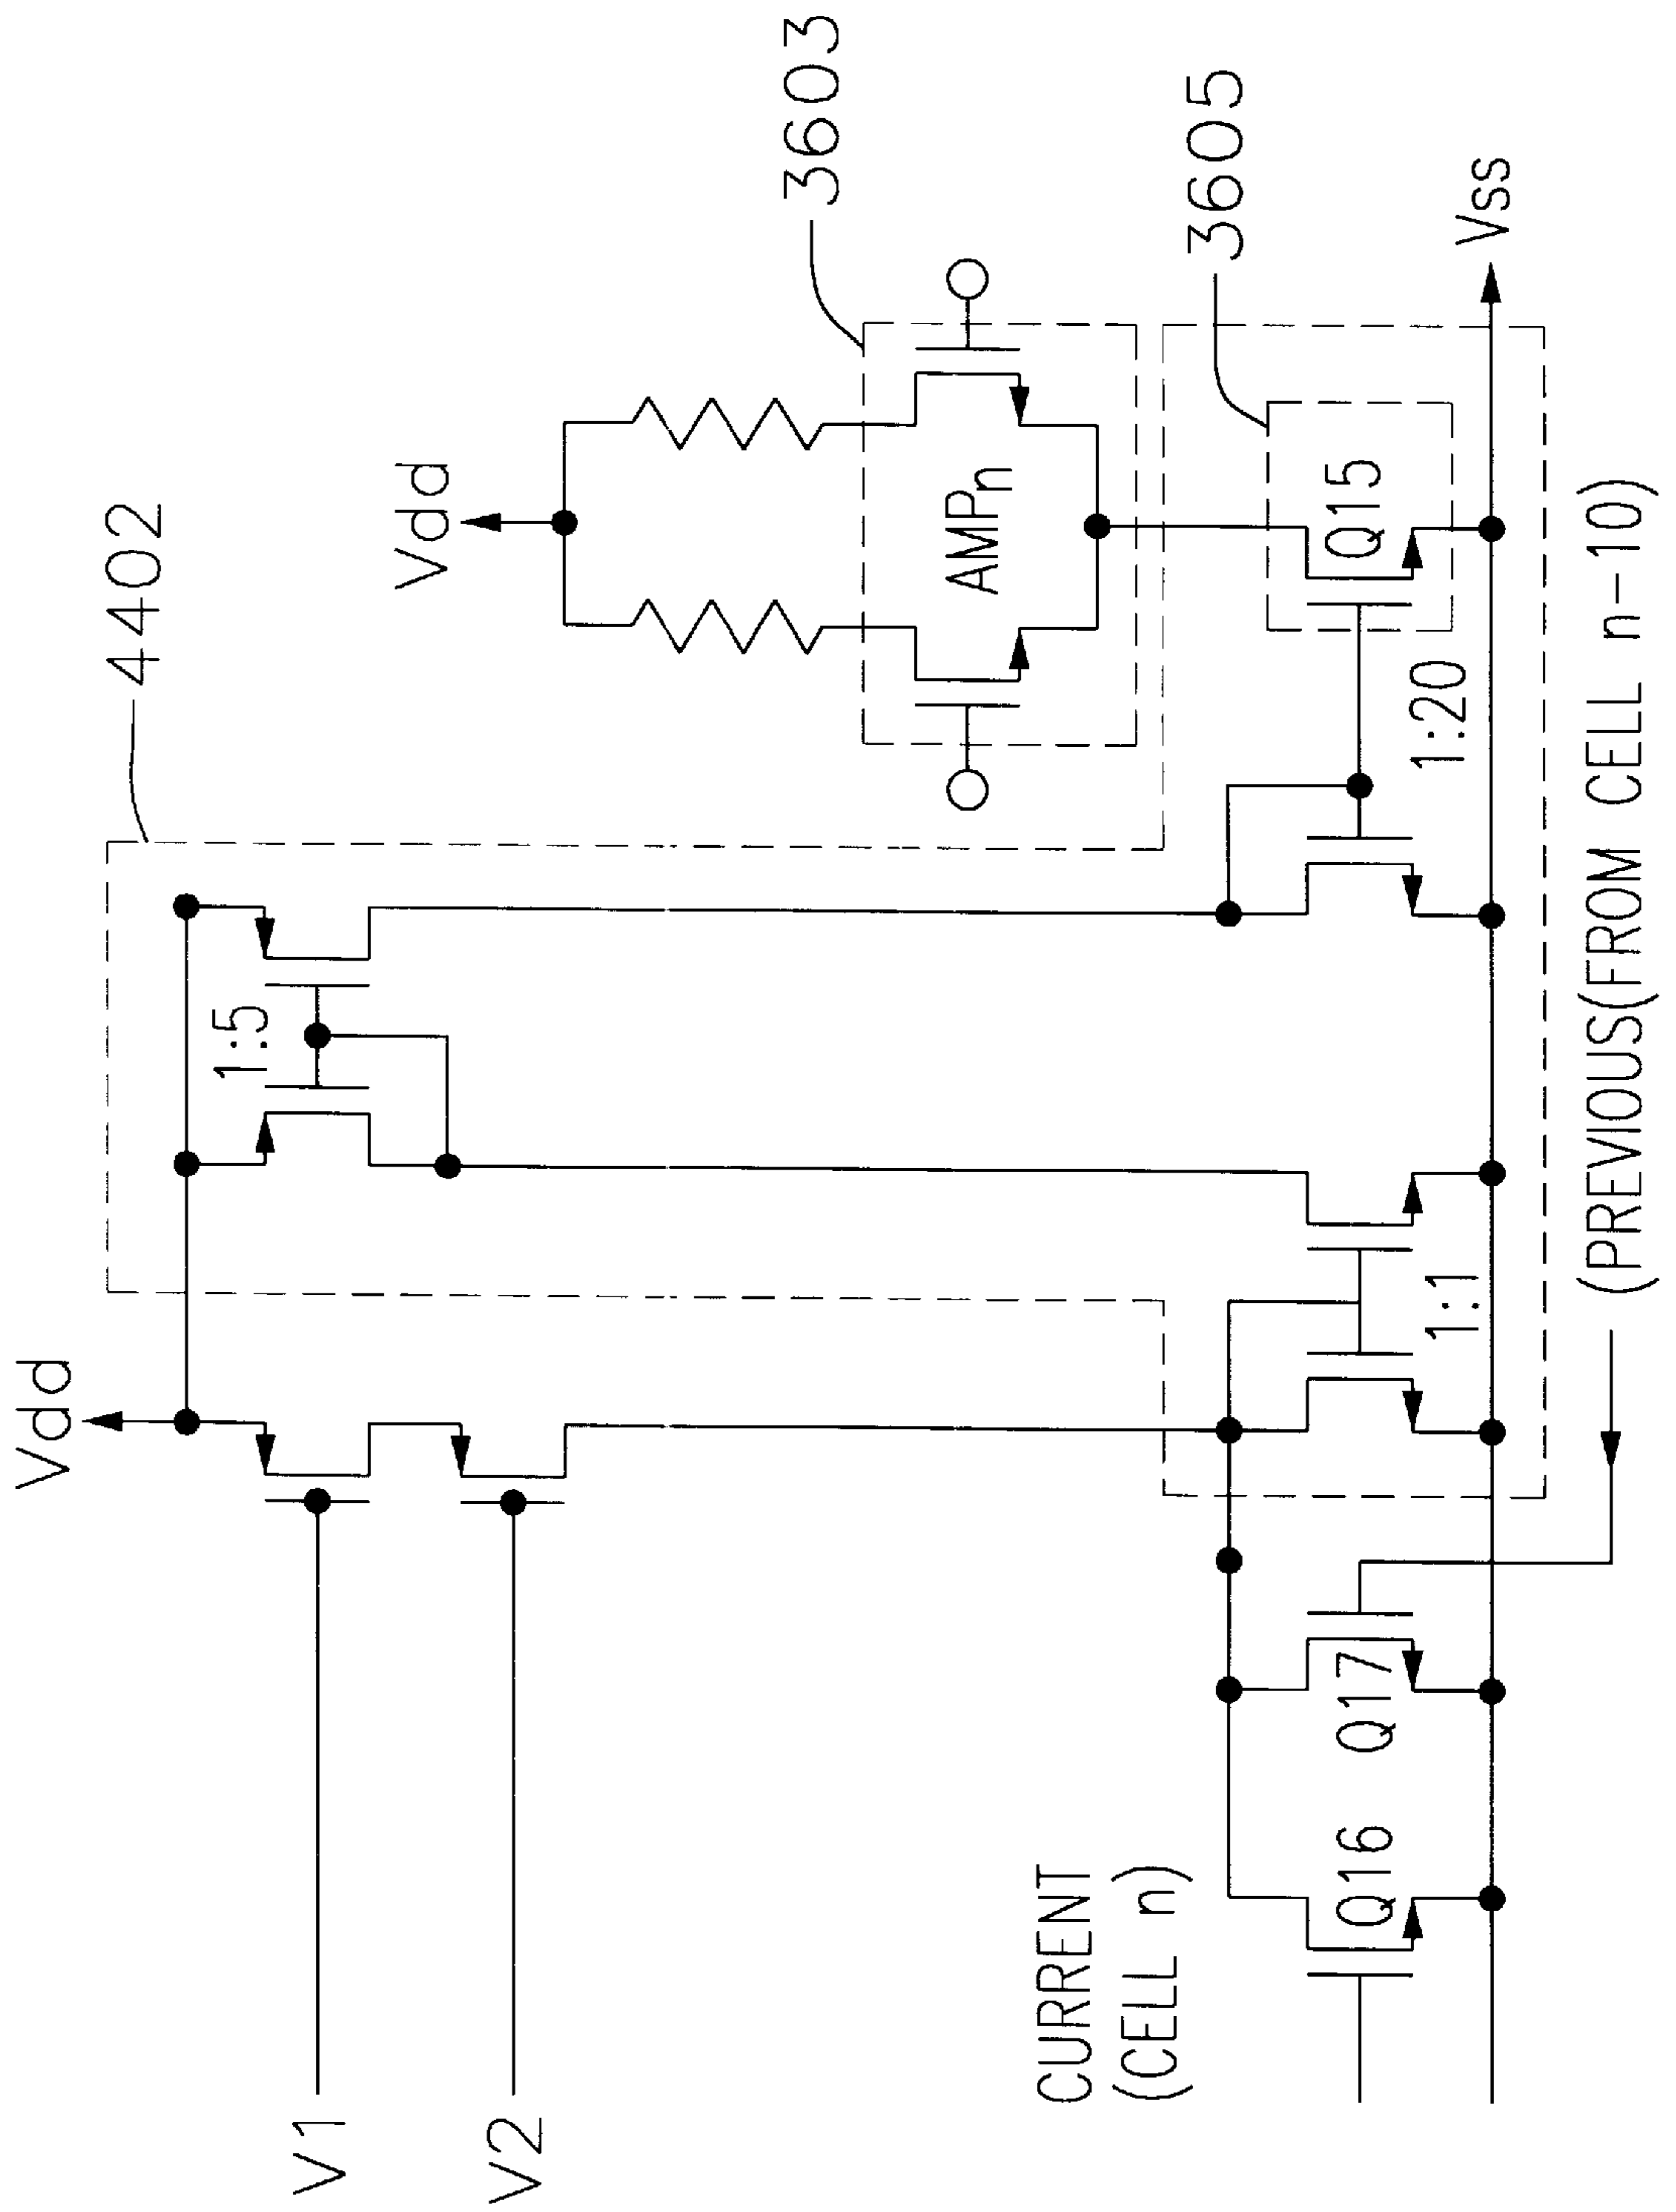 Vdd
V1
V2
1:5
4402
Vdd
3603
AMPn
CURRENT
(CELL n)
Q16
Q17
1:1
1:20
Q15
3605
Vss
(PREVIOUS(FROM CELL n-10)